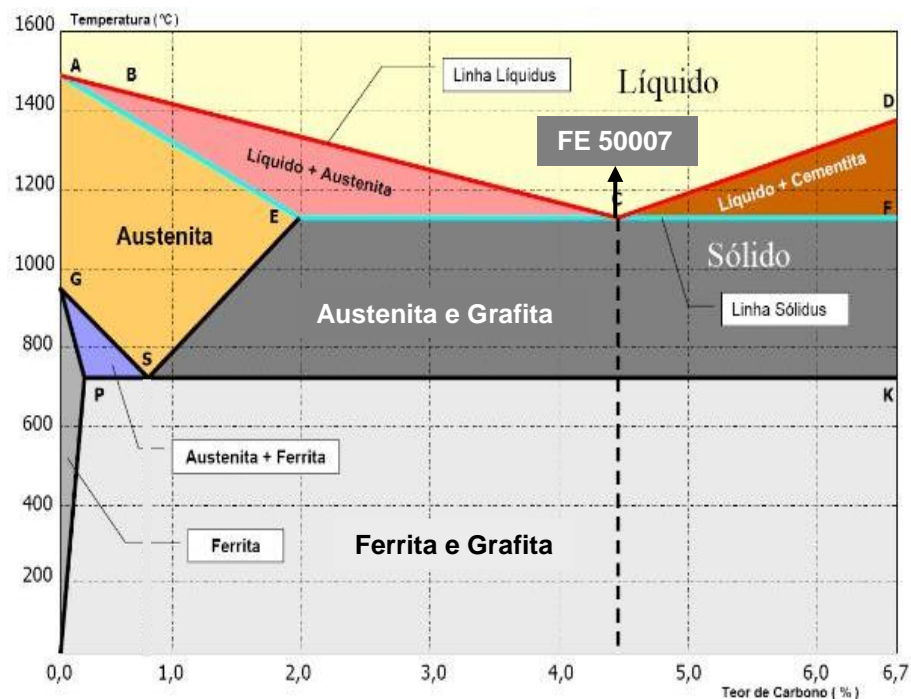 1600
Temperatura (°C)
A
B
Linha Líquidus
Líquido
D
1400
FE 50007
Líquido + Austenita
Líquido + Cementita
1200
C
E
F
Austenita
Sólido
1000
G
Austenita e Grafita
Linha Sólidus
800
S
P
K
600
Austenita + Ferrita
400
Ferrita
Ferrita e Grafita
200
0,0
1,0
2,0
3,0
4,0
5,0
6,0
6,7
Teor de Carbono ( % )